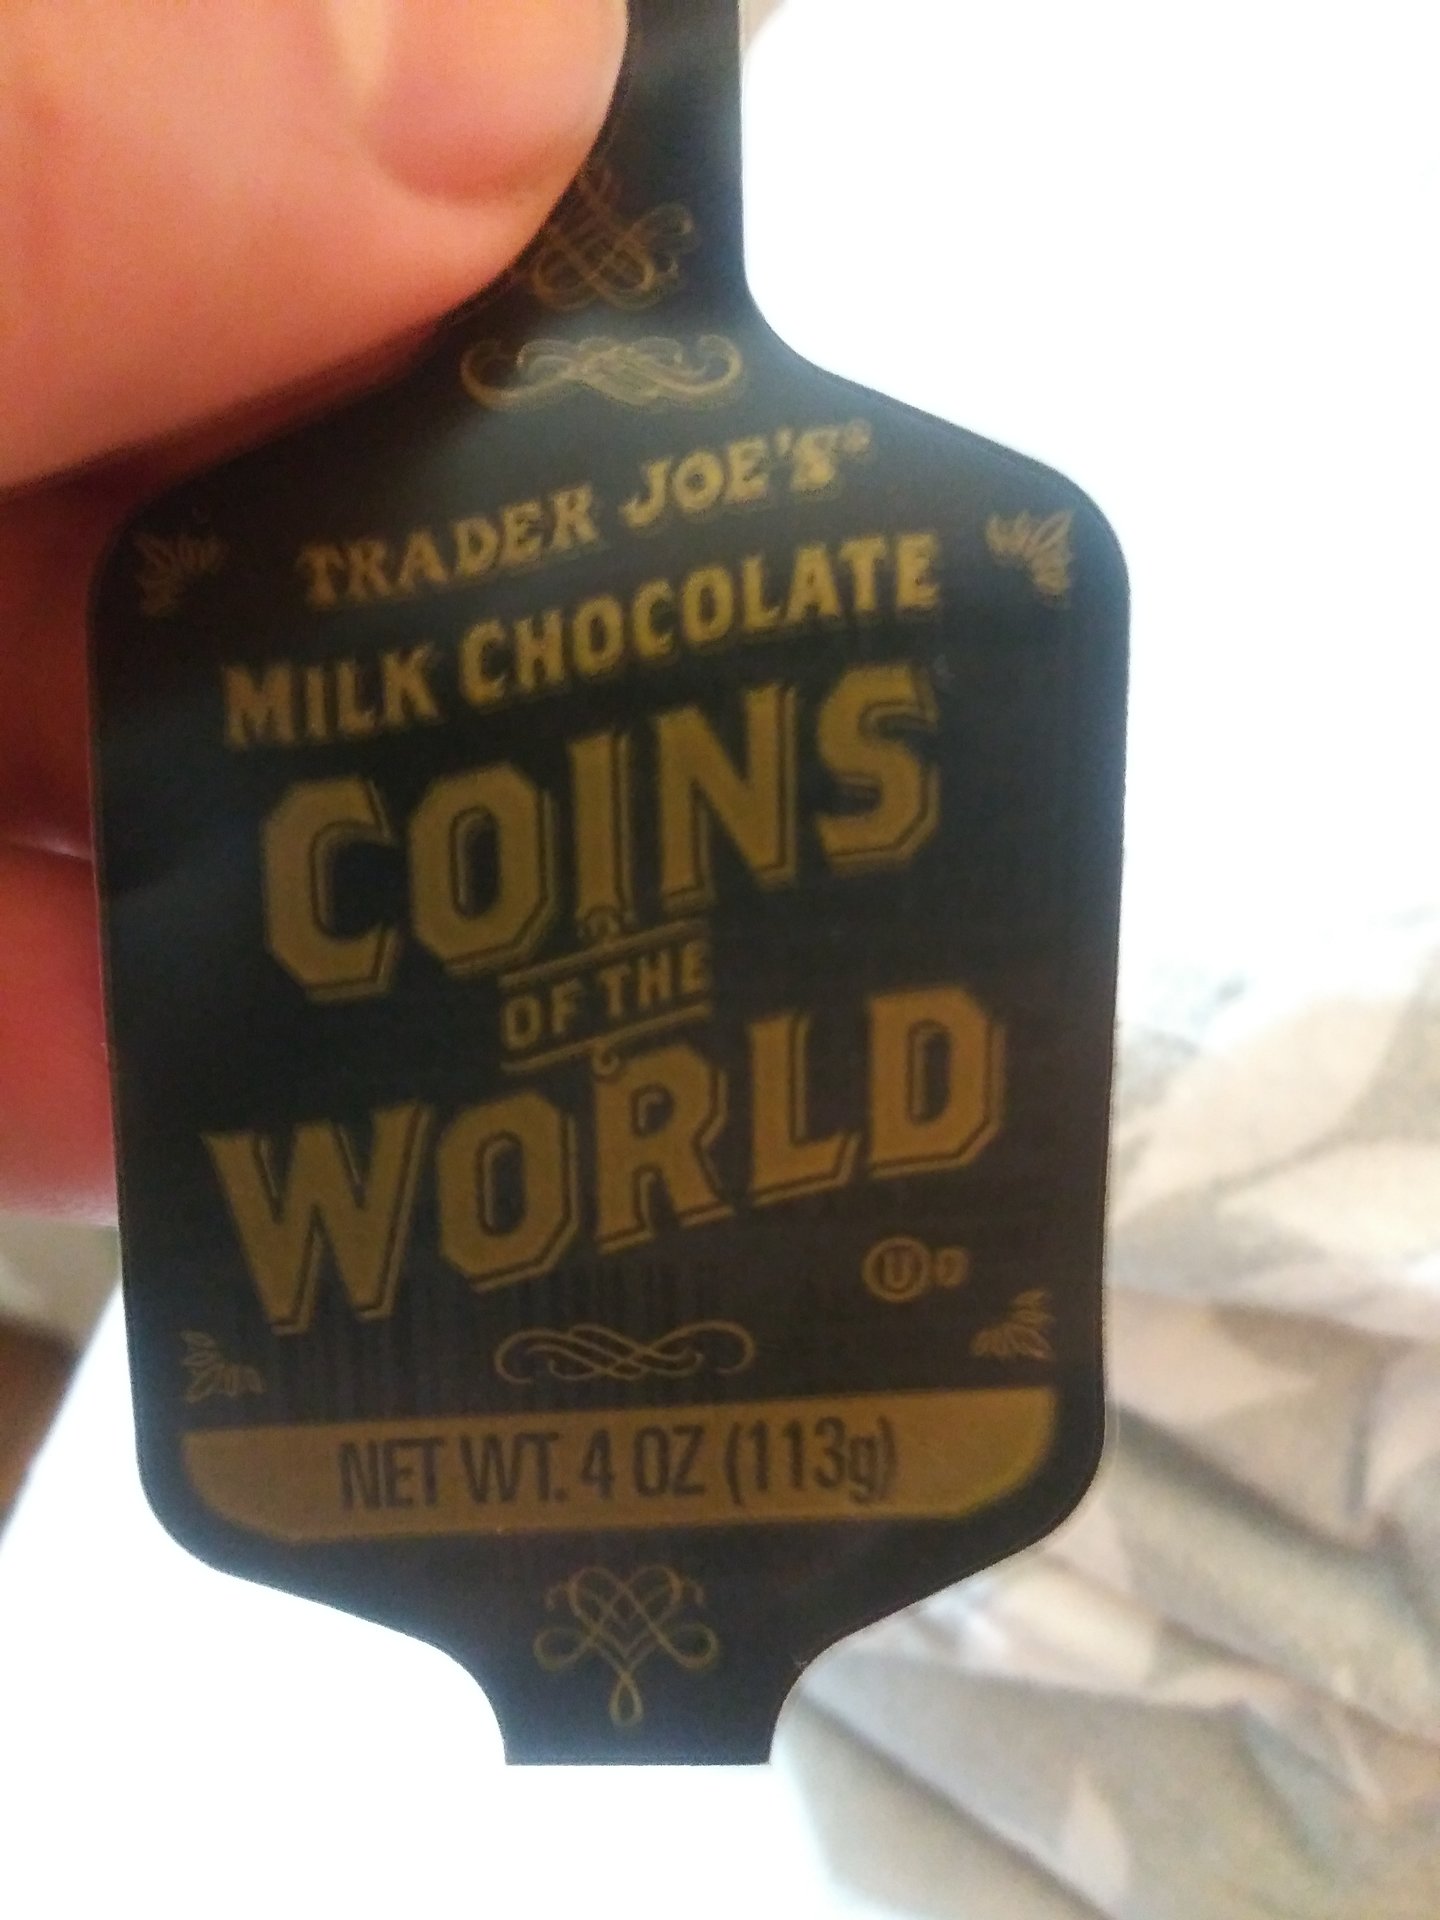 TRADER JOE'S®
MILK CHOCOLATE
COINS
OF THE
WORLD
U D
NET WT. 4 OZ (113g)